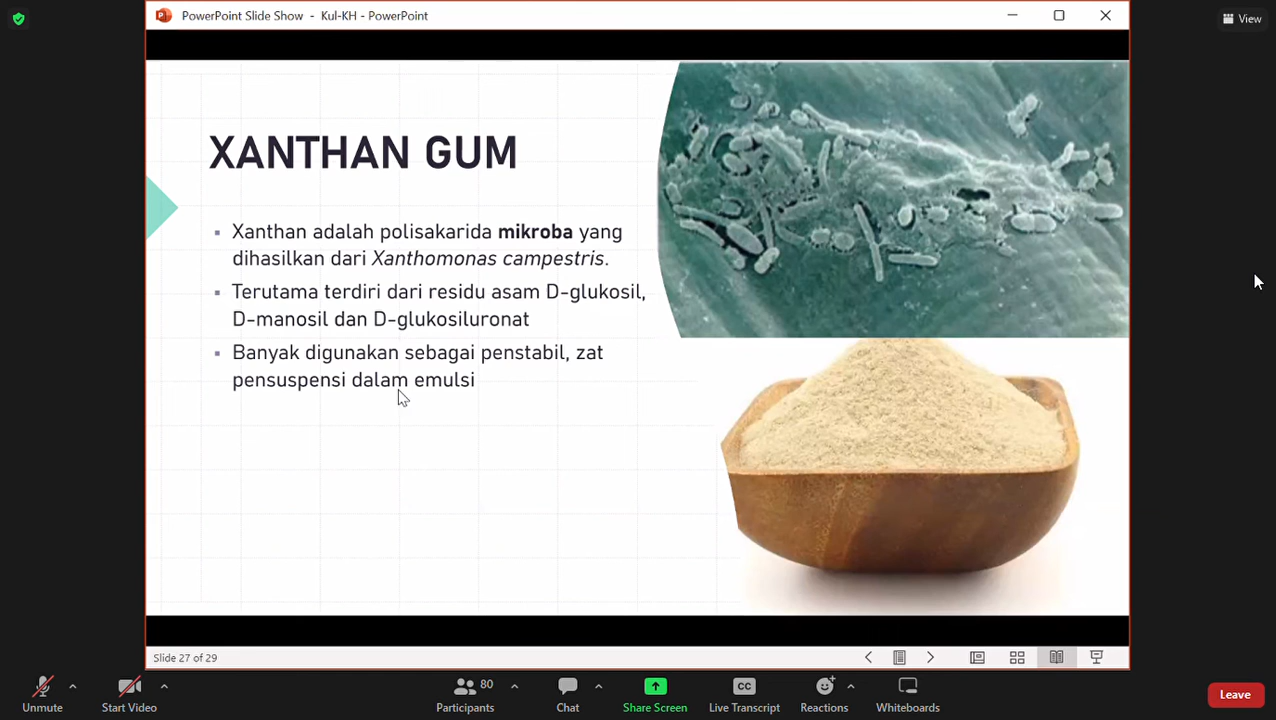 PowerPoint Slide Show - Kul-KH - PowerPoint
View
XANTHAN GUM
▪ Xanthan adalah polisakarida mikroba yang
dihasilkan dari Xanthomonas campestris.
▪ Terutama terdiri dari residu asam D-glukosil,
D-manosil dan D-glukosiluronat
▪ Banyak digunakan sebagai penstabil, zat
pensuspensi dalam emulsi
Slide 27 of 29
Unmute
Start Video
80
Participants
Chat
Share Screen
CC
Live Transcript
Reactions
Whiteboards
Leave